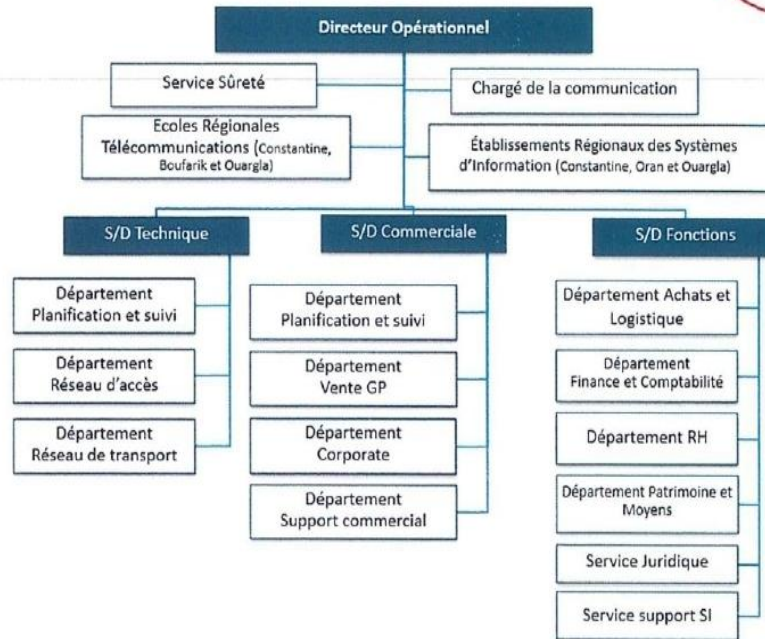 Directeur Opérationnel
Service Sûreté
Chargé de la communication
Ecoles Régionales
Télécommunications (Constantine,
Boufarik et Ouargla)
Établissements Régionaux des Systèmes
d'Information (Constantine, Oran et Ouargla)
S/D Technique
S/D Commerciale
S/D Fonctions
Département
Planification et suivi
Département
Réseau d'accès
Département
Réseau de transport
Département
Planification et suivi
Département
Vente GP
Département
Corporate
Département
Support commercial
Département Achats et
Logistique
Département
Finance et Comptabilité
Département RH
Département Patrimoine et
Moyens
Service Juridique
Service support SI